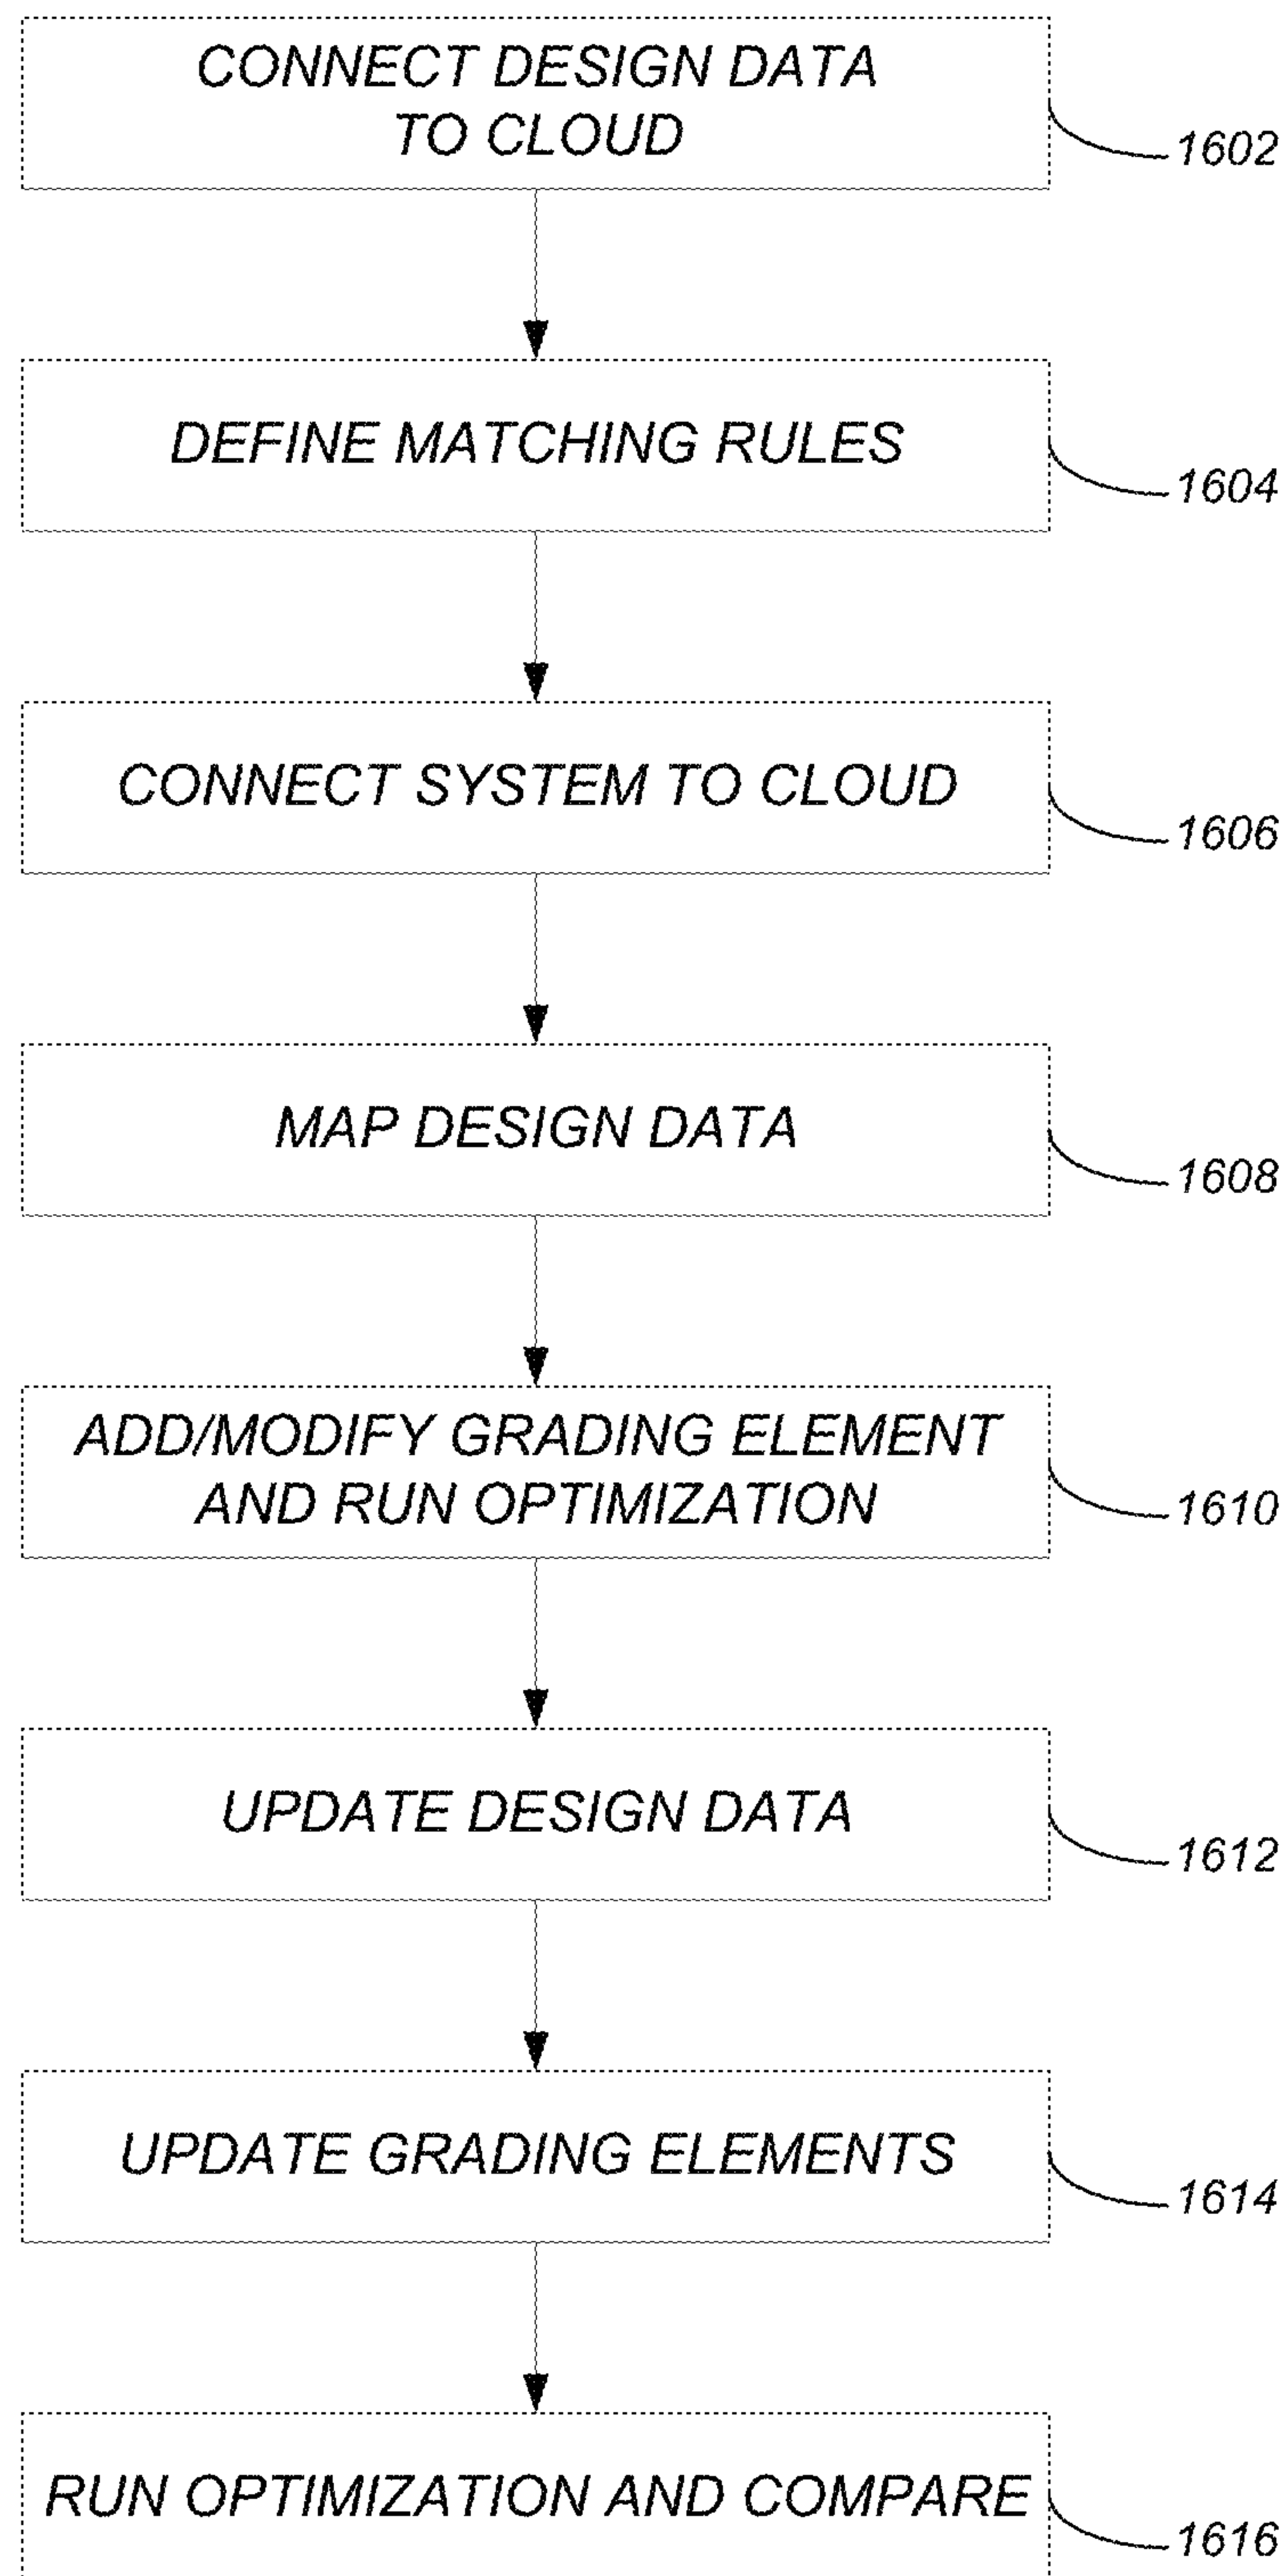 CONNECT DESIGN DATA
TO CLOUD
1602
DEFINE MATCHING RULES
1604
CONNECT SYSTEM TO CLOUD
1606
MAP DESIGN DATA
1608
ADD/MODIFY GRADING ELEMENT
AND RUN OPTIMIZATION
1610
UPDATE DESIGN DATA
1612
UPDATE GRADING ELEMENTS
1614
RUN OPTIMIZATION AND COMPARE
1616